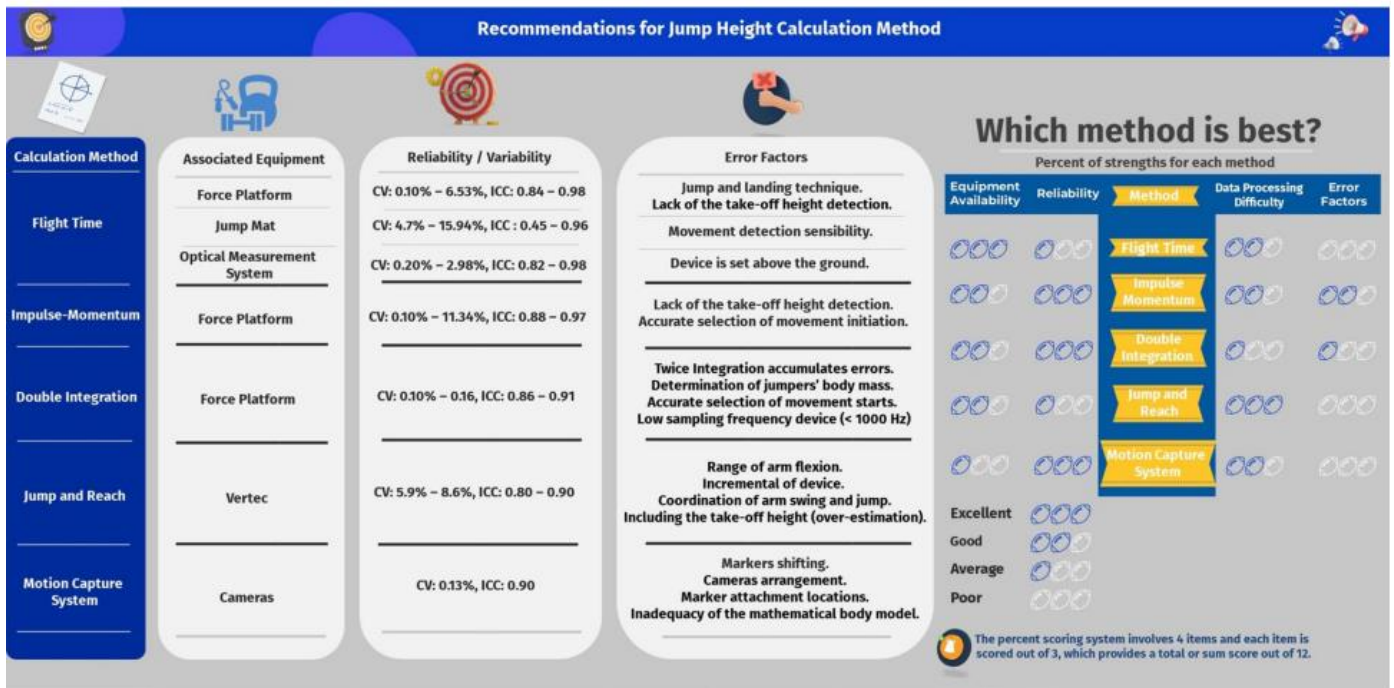 Recommendations for Jump Height Calculation Method
Calculation Method
Flight Time
Impulse-Momentum
Double Integration
Jump and Reach
Motion Capture
System
Associated Equipment
Force Platform
Jump Mat
Optical Measurement
System
Force Platform
Force Platform
Vertec
Cameras
Reliability / Variability
CV: 0.10% – 6.53%, ICC: 0.84 – 0.98
CV: 4.7% – 15.94%, ICC : 0.45 – 0.96
CV: 0.20% – 2.98%, ICC: 0.82 – 0.98
CV: 0.10% – 11.34%, ICC: 0.88 – 0.97
CV: 0.10% – 0.16, ICC: 0.86 – 0.91
CV: 5.9% – 8.6%, ICC: 0.80 – 0.90
CV: 0.13%, ICC: 0.90
Error Factors
Jump and landing technique.
Lack of the take-off height detection.
Movement detection sensibility.
Device is set above the ground.
Lack of the take-off height detection.
Accurate selection of movement initiation.
Twice Integration accumulates errors.
Determination of jumpers' body mass.
Accurate selection of movement starts.
Low sampling frequency device (< 1000 Hz)
Range of arm flexion.
Incremental of device.
Coordination of arm swing and jump.
Including the take-off height (over-estimation).
Markers shifting.
Cameras arrangement.
Marker attachment locations.
Inadequacy of the mathematical body model.
Which method is best?
Percent of strengths for each method
Equipment
Availability
Reliability
Method
Data Processing
Difficulty
Error
Factors
Flight Time
Impulse
Momentum
Double
Integration
Jump and
Reach
Motion Capture
System
Excellent
Good
Average
Poor
The percent scoring system involves 4 items and each item is
scored out of 3, which provides a total or sum score out of 12.